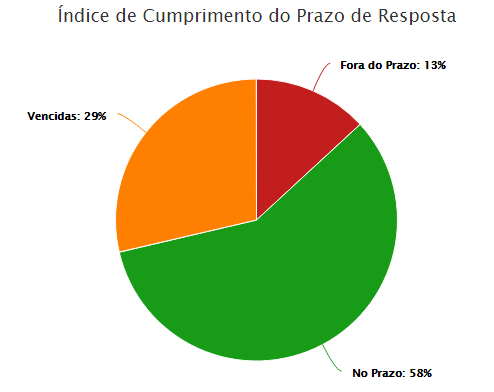 Índice de Cumprimento do Prazo de Resposta
Fora do Prazo: 13%
Vencidas: 29%
No Prazo: 58%